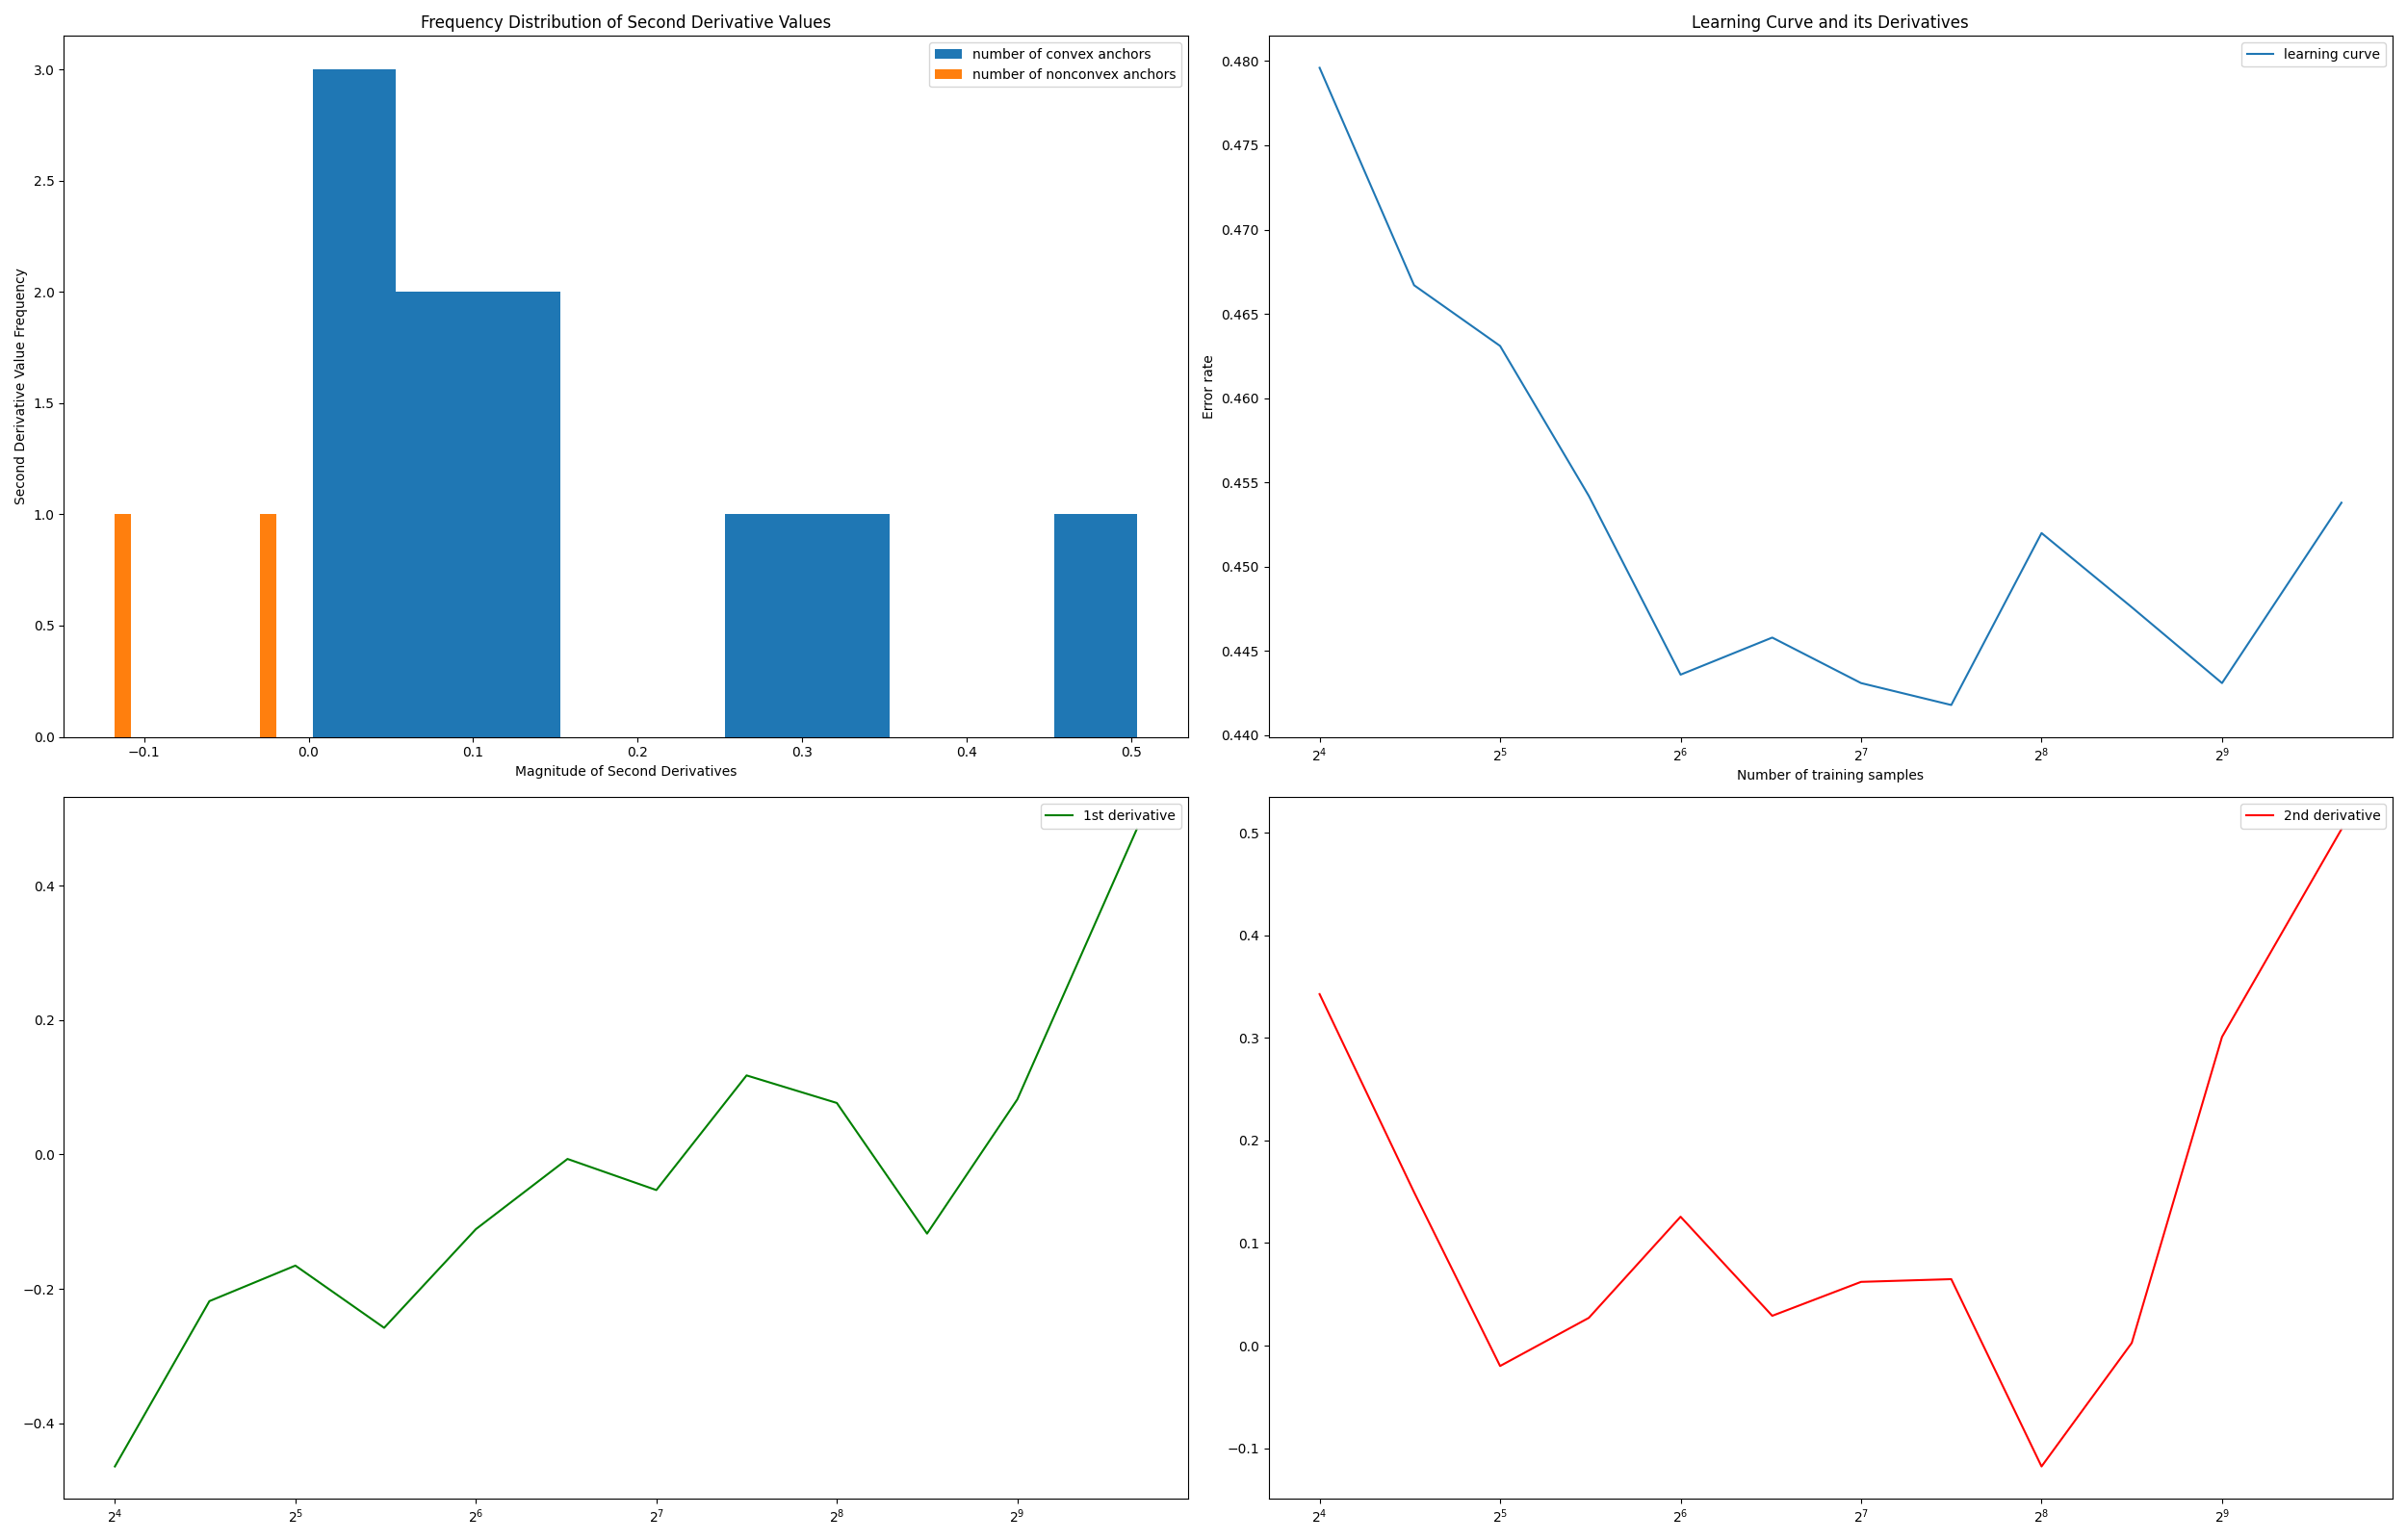 Frequency Distribution of Second Derivative Values
number of convex anchors
number of nonconvex anchors
Second Derivative Value Frequency
3.0
2.5
2.0
1.5
1.0
0.5
0.0
−0.1 0.0 0.1 0.2 0.3 0.4 0.5
Magnitude of Second Derivatives
Learning Curve and its Derivatives
learning curve
Error rate
0.480
0.475
0.470
0.465
0.460
0.455
0.450
0.445
0.440
2⁴ 2⁵ 2⁶ 2⁷ 2⁸ 2⁹
Number of training samples
1st derivative
0.4
0.2
0.0
−0.2
−0.4
2⁴ 2⁵ 2⁶ 2⁷ 2⁸ 2⁹
2nd derivative
0.5
0.4
0.3
0.2
0.1
0.0
−0.1
2⁴ 2⁵ 2⁶ 2⁷ 2⁸ 2⁹